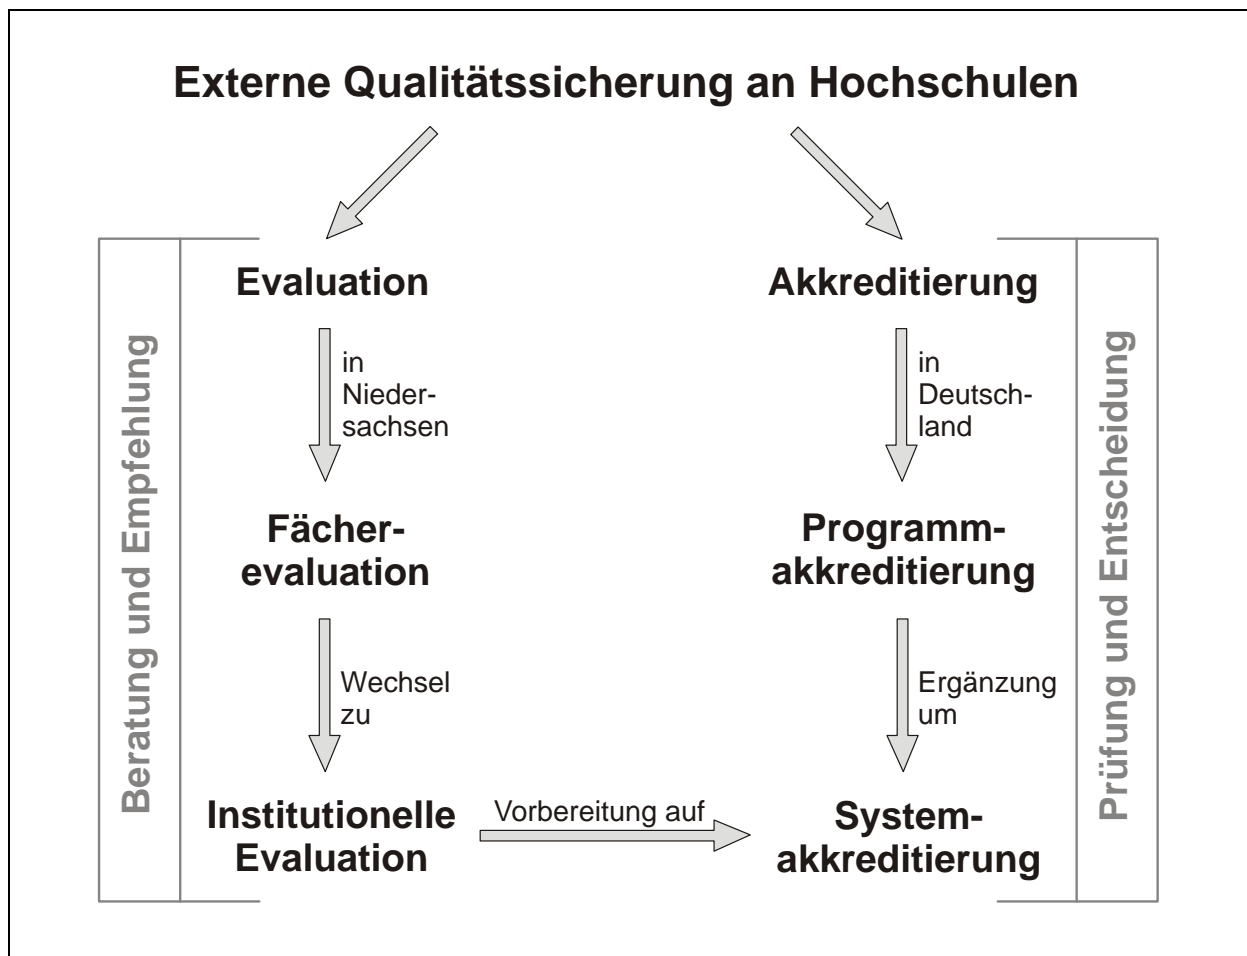 Externe Qualitätssicherung an Hochschulen
Beratung und Empfehlung
Evaluation
in
Nieder-
sachsen
Fächer-
evaluation
Wechsel
zu
Institutionelle
Evaluation
Vorbereitung auf
Akkreditierung
in
Deutsch-
land
Programm-
akkreditierung
Ergänzung
um
System-
akkreditierung
Prüfung und Entscheidung